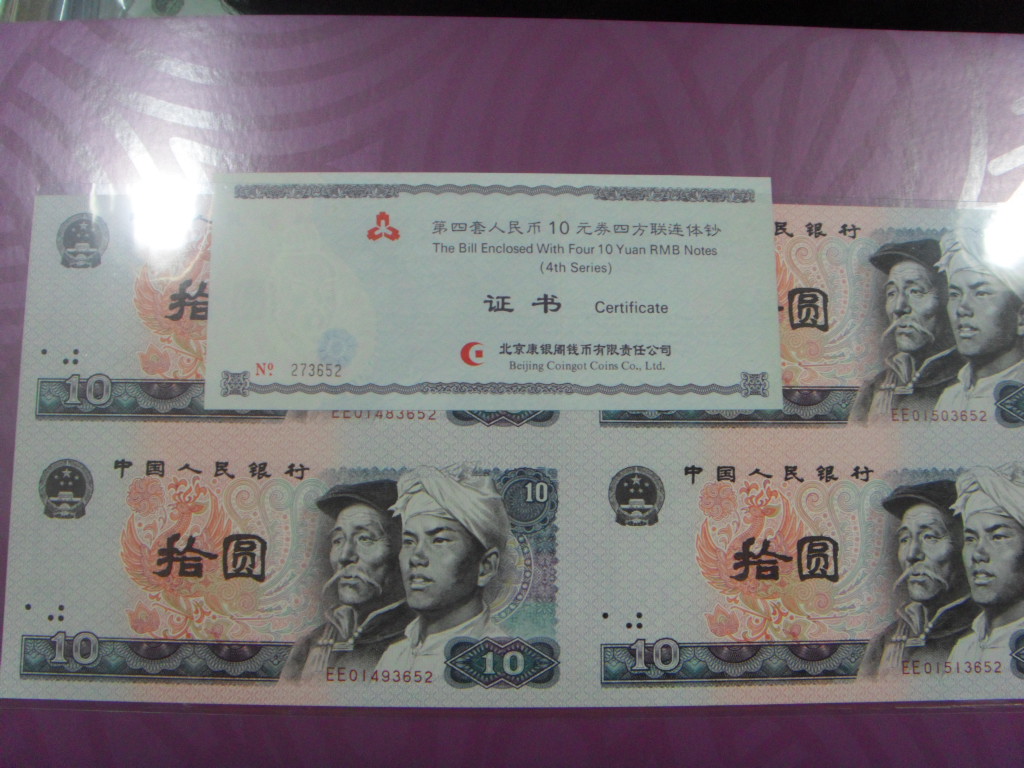 第四套人民币 10 元券四方联连体钞
The Bill Enclosed With Four 10 Yuan RMB Notes
(4th Series)
证书 Certificate
北京康银阁钱币有限责任公司
Beijing Coingot Coins Co., Ltd.
Nº 273652
拾
10
EE01483652
民银行
圆
EE01503652
中国人民银行
10
拾圆
10
EE01493652
10
中国人民银行
拾圆
10
EE01513652